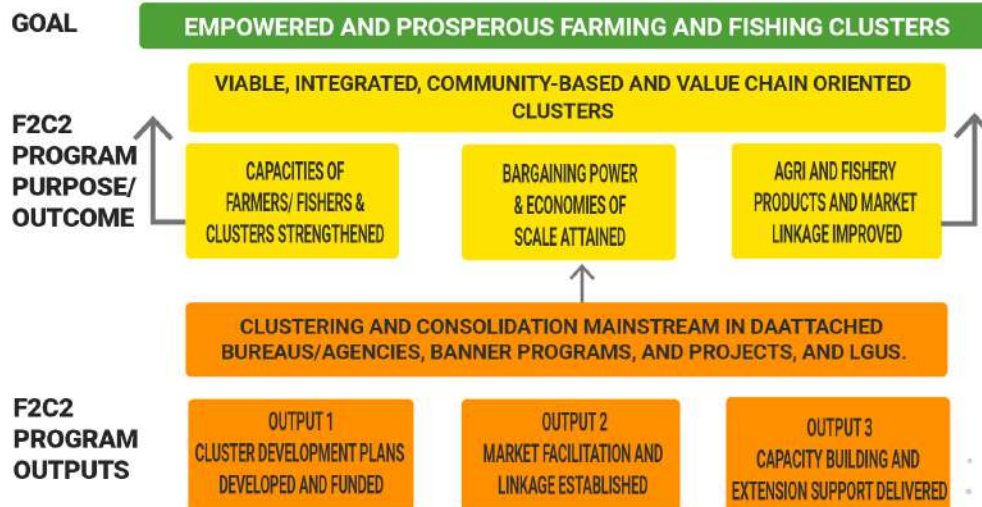 GOAL
EMPOWERED AND PROSPEROUS FARMING AND FISHING CLUSTERS
VIABLE, INTEGRATED, COMMUNITY-BASED AND VALUE CHAIN ORIENTED
CLUSTERS
F2C2
PROGRAM
PURPOSE/
OUTCOME
CAPACITIES OF
FARMERS/ FISHERS &
CLUSTERS STRENGTHENED
BARGAINING POWER
& ECONOMIES OF
SCALE ATTAINED
AGRI AND FISHERY
PRODUCTS AND MARKET
LINKAGE IMPROVED
CLUSTERING AND CONSOLIDATION MAINSTREAM IN DAATTACHED
BUREAUS/AGENCIES, BANNER PROGRAMS, AND PROJECTS, AND LGUS.
F2C2
PROGRAM
OUTPUTS
OUTPUT 1
CLUSTER DEVELOPMENT PLANS
DEVELOPED AND FUNDED
OUTPUT 2
MARKET FACILITATION AND
LINKAGE ESTABLISHED
OUTPUT 3
CAPACITY BUILDING AND
EXTENSION SUPPORT DELIVERED